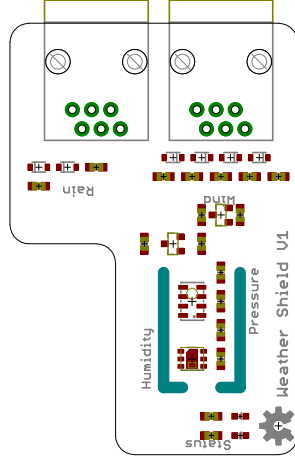 Rain
Wind
Humidity
Pressure
Weather Shield V1
Status